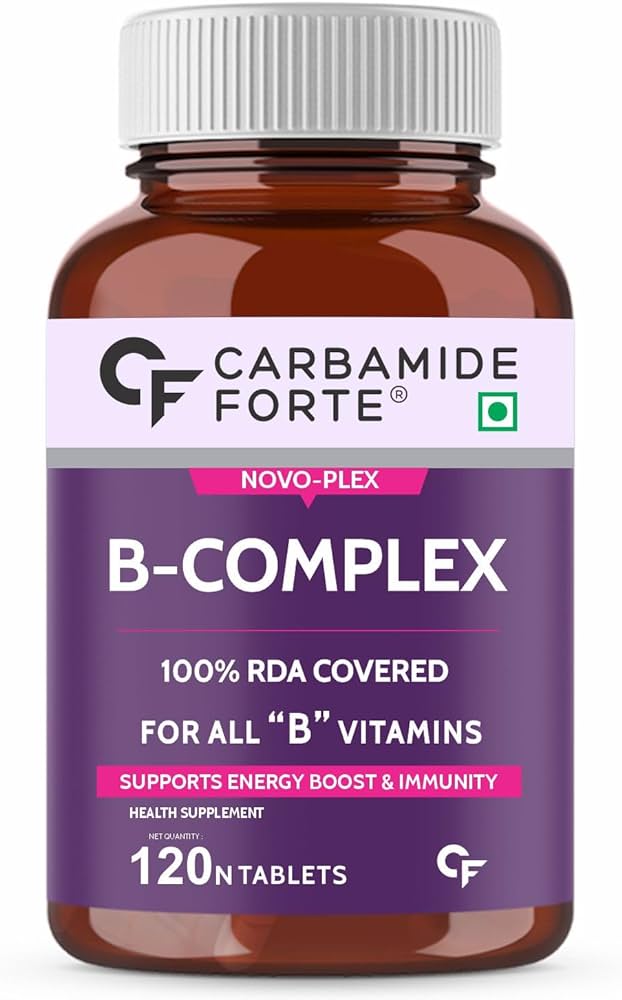 CF CARBAMIDE
FORTE®
NOVO-PLEX
B-COMPLEX
100% RDA COVERED
FOR ALL “B” VITAMINS
SUPPORTS ENERGY BOOST & IMMUNITY
HEALTH SUPPLEMENT
NET QUANTITY :
120N TABLETS
CF